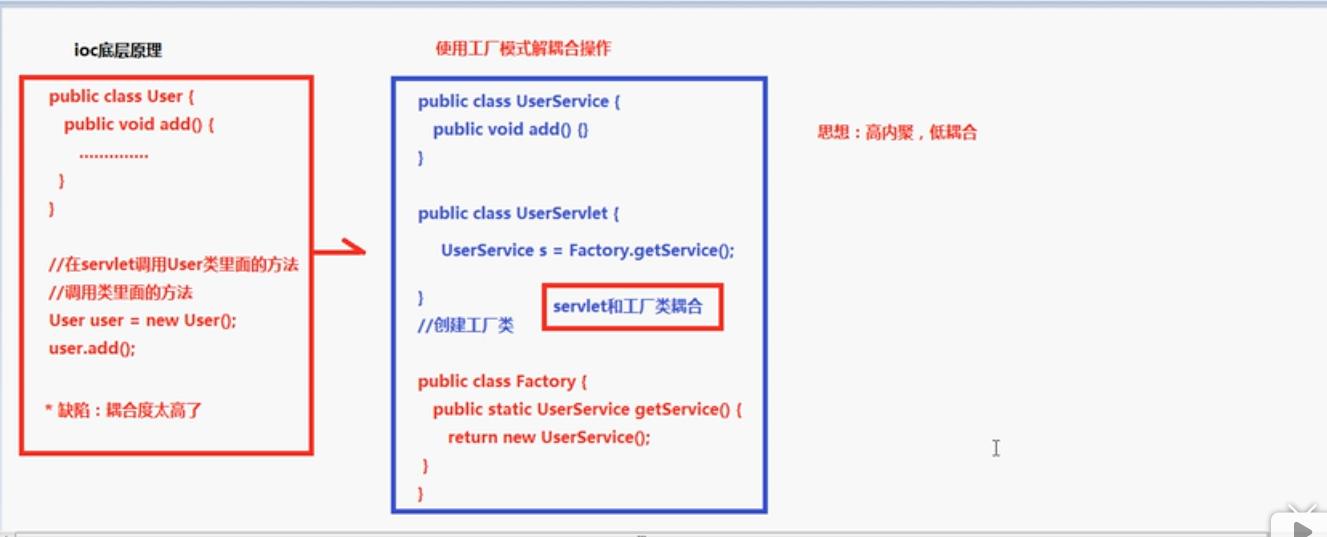 ioc底层原理
public class User {
public void add() {
..............
}
}
//在servlet调用User类里面的方法
//调用类里面的方法
User user = new User();
user.add();
* 缺陷：耦合度太高了
使用工厂模式解耦合操作
public class UserService {
public void add() {}
}
public class UserServlet {
UserService s = Factory.getService();
}
servlet和工厂类耦合
//创建工厂类
public class Factory {
public static UserService getService() {
return new UserService();
}
}
思想：高内聚，低耦合